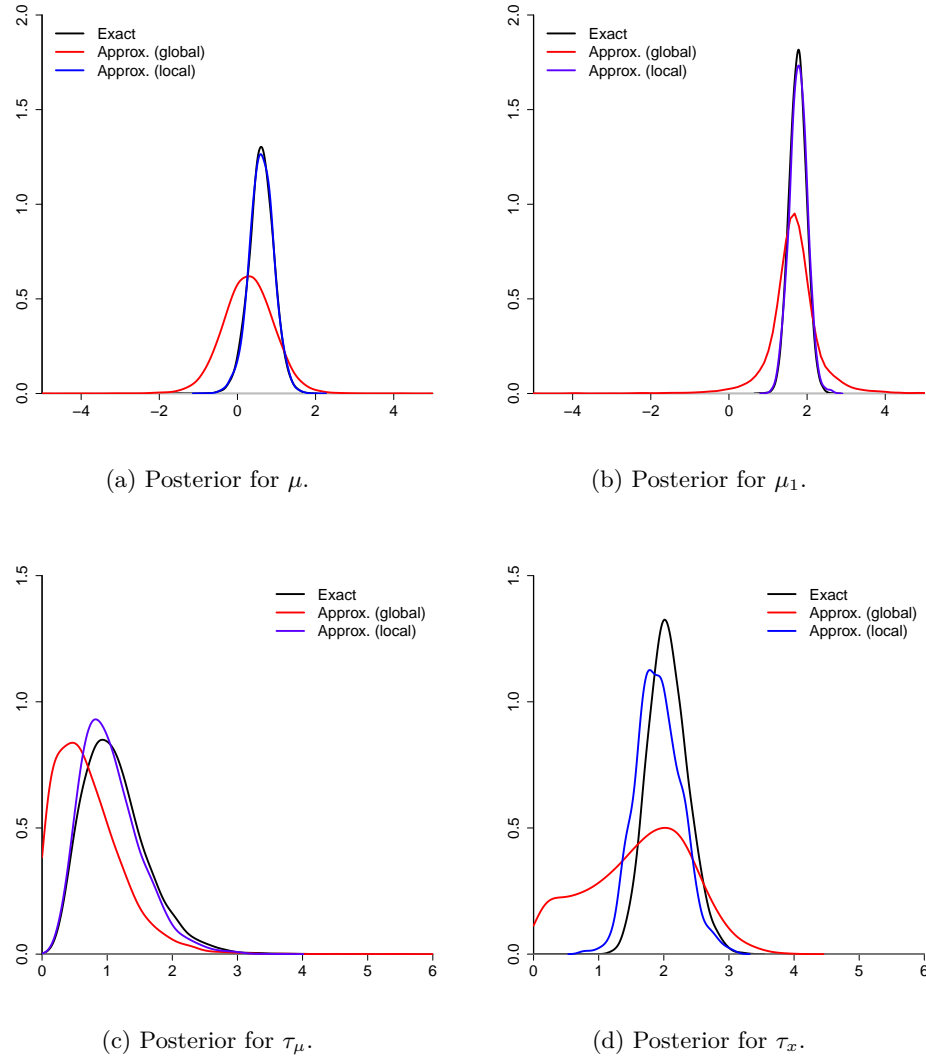 2.0
1.5
1.0
0.5
0.0
Exact
Approx. (global)
Approx. (local)
−4 −2 0 2 4
(a) Posterior for μ.
2.0
1.5
1.0
0.5
0.0
Exact
Approx. (global)
Approx. (local)
−4 −2 0 2 4
(b) Posterior for μ₁.
1.5
1.0
0.5
0.0
Exact
Approx. (global)
Approx. (local)
0 1 2 3 4 5 6
(c) Posterior for τ_μ.
1.5
1.0
0.5
0.0
Exact
Approx. (global)
Approx. (local)
0 1 2 3 4 5 6
(d) Posterior for τₓ.